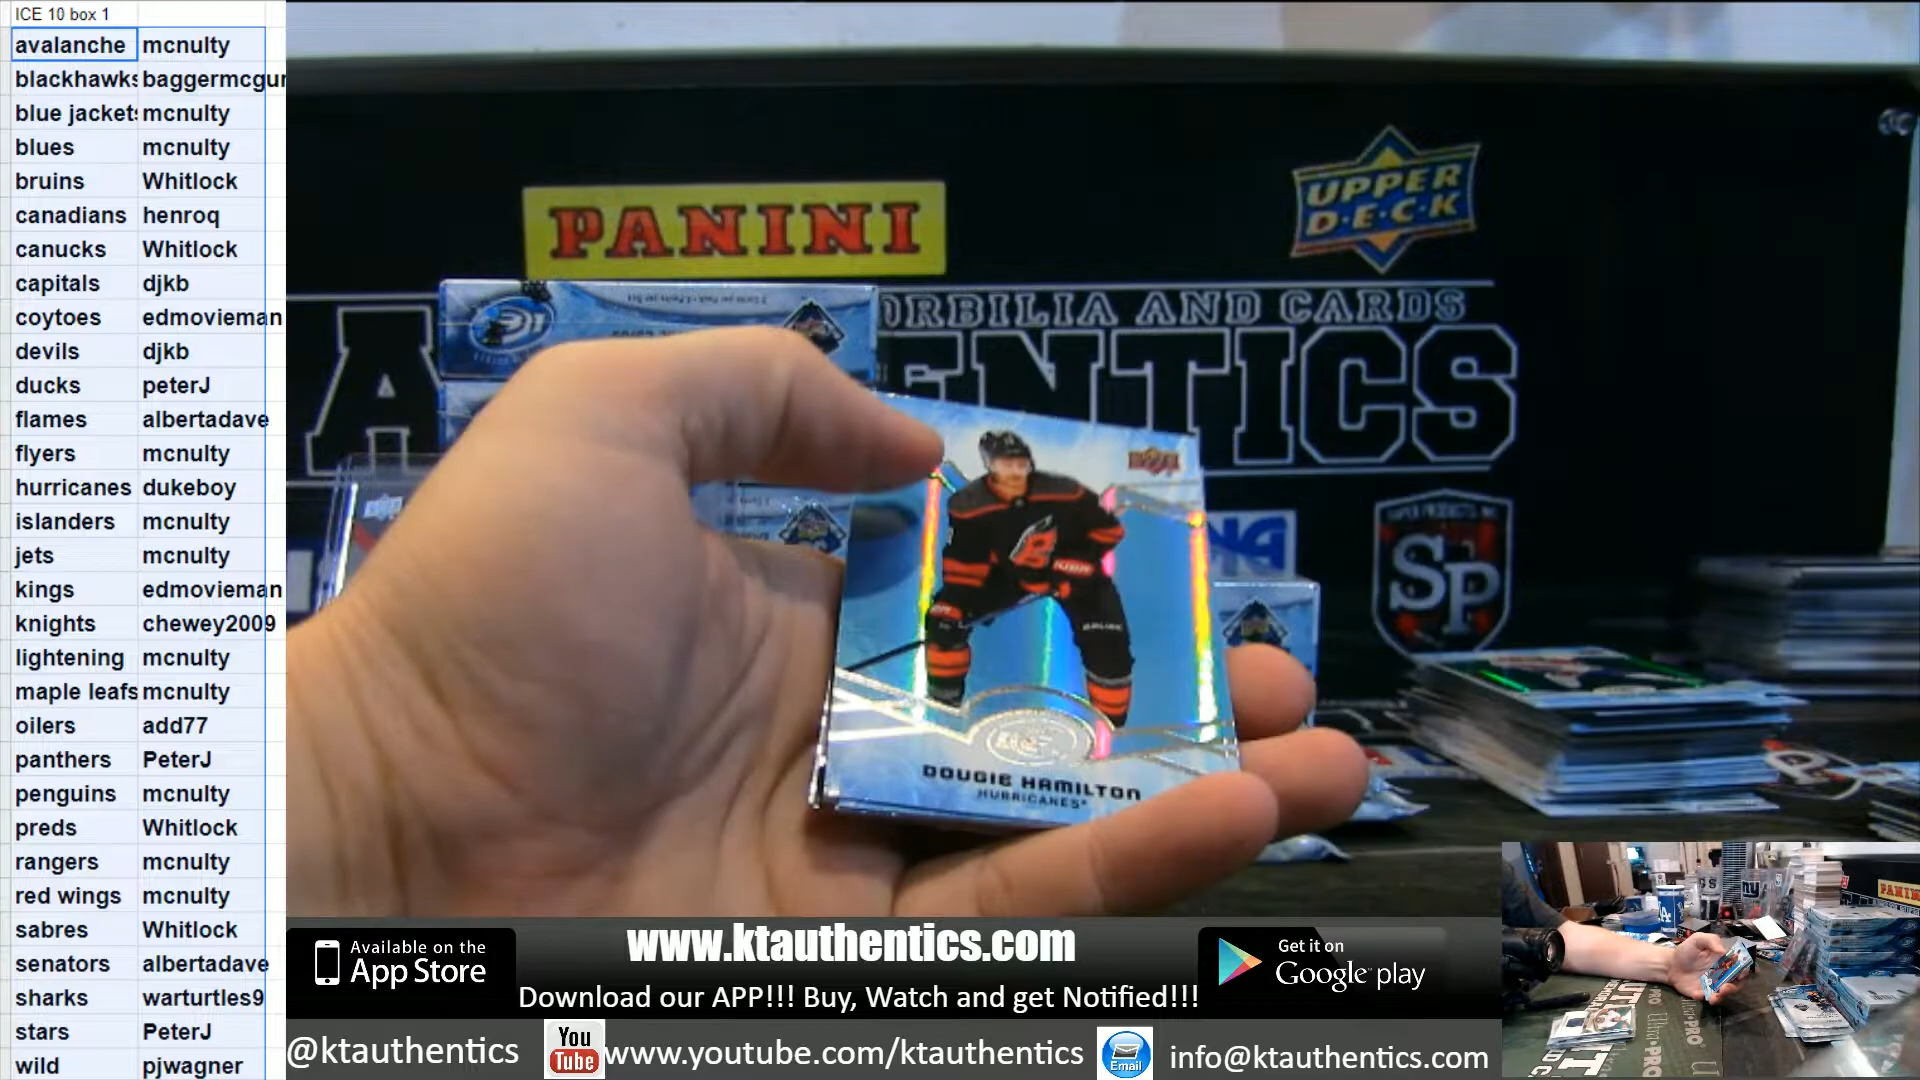 ICE 10 box 1
avalanche mcnulty
blackhawks baggermcgur
blue jackets mcnulty
blues mcnulty
bruins Whitlock
canadians henroq
canucks Whitlock
capitals djkb
coytoes edmovieman
devils djkb
ducks peterJ
flames albertadave
flyers mcnulty
hurricanes dukeboy
islanders mcnulty
jets mcnulty
kings edmovieman
knights chewey2009
lightening mcnulty
maple leafs mcnulty
oilers add77
panthers PeterJ
penguins mcnulty
preds Whitlock
rangers mcnulty
red wings mcnulty
sabres Whitlock
senators albertadave
sharks warturtles9
stars PeterJ
wild pjwagner
PANINI
UPPER
D·E·C·K
ORBILIA AND CARDS
A ENTICS
SP
DOUGIE HAMILTON
HURRICANES
Available on the
App Store
www.ktauthentics.com
Get it on
Google play
Download our APP!!! Buy, Watch and get Notified!!!
@ktauthentics
You
Tube
www.youtube.com/ktauthentics
Email
info@ktauthentics.com